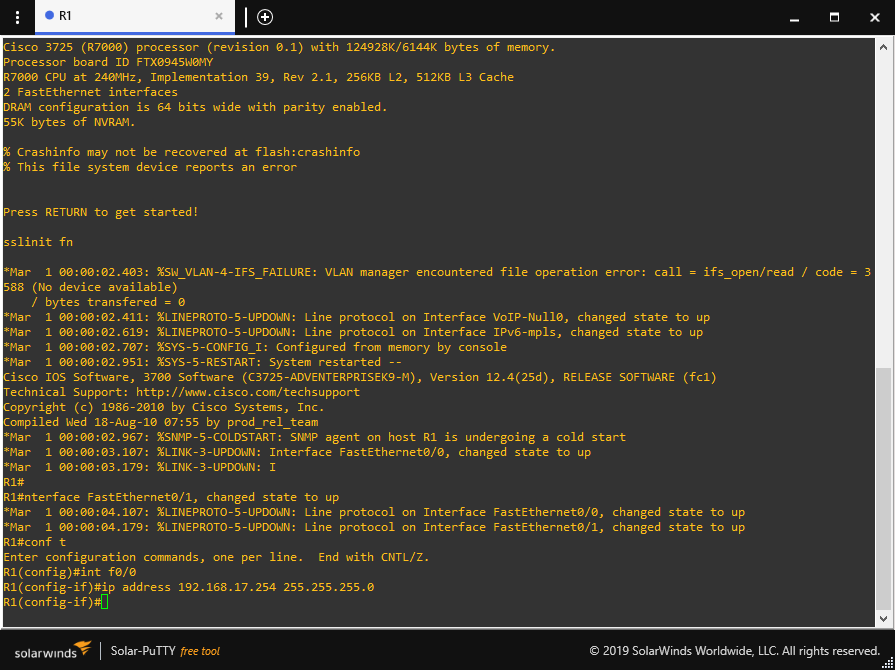 R1
Cisco 3725 (R7000) processor (revision 0.1) with 124928K/6144K bytes of memory.
Processor board ID FTX0945W0MY
R7000 CPU at 240MHz, Implementation 39, Rev 2.1, 256KB L2, 512KB L3 Cache
2 FastEthernet interfaces
DRAM configuration is 64 bits wide with parity enabled.
55K bytes of NVRAM.
% Crashinfo may not be recovered at flash:crashinfo
% This file system device reports an error
Press RETURN to get started!
sslinit fn
*Mar  1 00:00:02.403: %SW_VLAN-4-IFS_FAILURE: VLAN manager encountered file operation error: call = ifs_open/read / code = 3
588 (No device available)
    / bytes transfered = 0
*Mar  1 00:00:02.411: %LINEPROTO-5-UPDOWN: Line protocol on Interface VoIP-Null0, changed state to up
*Mar  1 00:00:02.619: %LINEPROTO-5-UPDOWN: Line protocol on Interface IPv6-mpls, changed state to up
*Mar  1 00:00:02.707: %SYS-5-CONFIG_I: Configured from memory by console
*Mar  1 00:00:02.951: %SYS-5-RESTART: System restarted --
Cisco IOS Software, 3700 Software (C3725-ADVENTERPRISEK9-M), Version 12.4(25d), RELEASE SOFTWARE (fc1)
Technical Support: http://www.cisco.com/techsupport
Copyright (c) 1986-2010 by Cisco Systems, Inc.
Compiled Wed 18-Aug-10 07:55 by prod_rel_team
*Mar  1 00:00:02.967: %SNMP-5-COLDSTART: SNMP agent on host R1 is undergoing a cold start
*Mar  1 00:00:03.107: %LINK-3-UPDOWN: Interface FastEthernet0/0, changed state to up
*Mar  1 00:00:03.179: %LINK-3-UPDOWN: I
R1#
R1#nterface FastEthernet0/1, changed state to up
*Mar  1 00:00:04.107: %LINEPROTO-5-UPDOWN: Line protocol on Interface FastEthernet0/0, changed state to up
*Mar  1 00:00:04.179: %LINEPROTO-5-UPDOWN: Line protocol on Interface FastEthernet0/1, changed state to up
R1#conf t
Enter configuration commands, one per line.  End with CNTL/Z.
R1(config)#int f0/0
R1(config-if)#ip address 192.168.17.254 255.255.255.0
R1(config-if)#
solarwinds Solar-PuTTY free tool © 2019 SolarWinds Worldwide, LLC. All rights reserved.